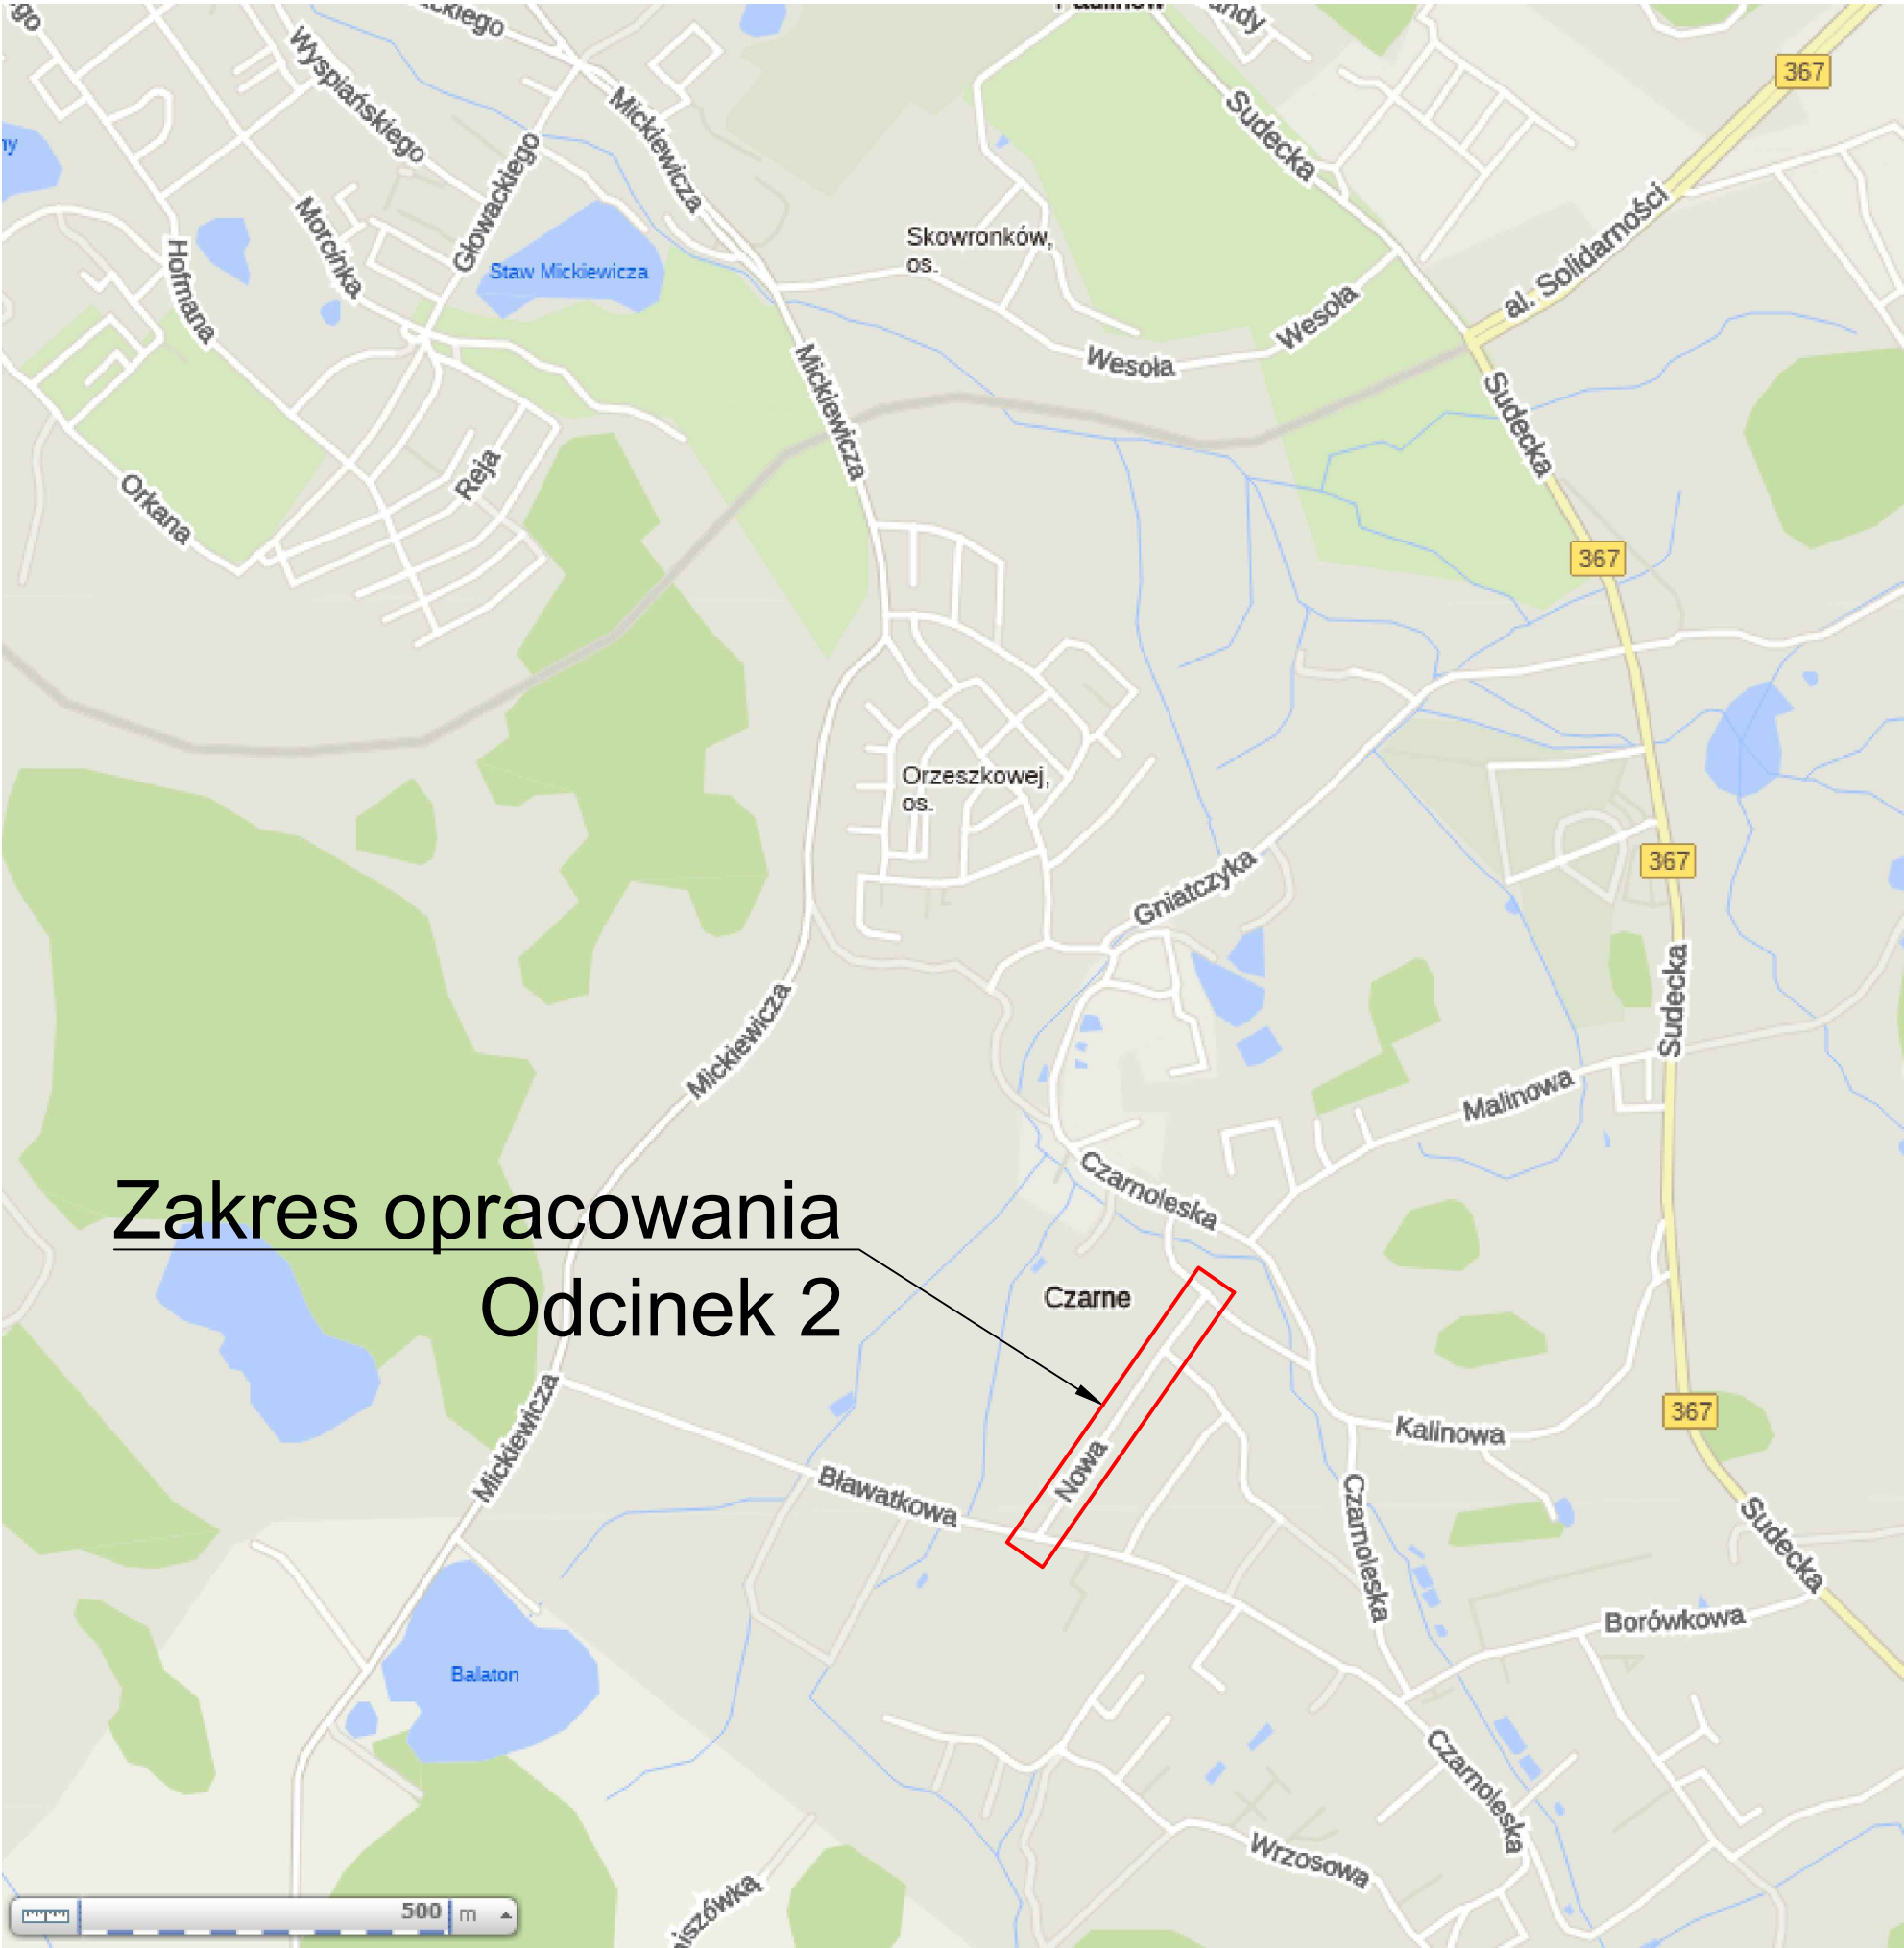 ckiego
Wyspiańskiego
Mickiewicza
367
Sudecka
Głowackiego
Morcinka
Hofmana
Staw Mickiewicza
Skowronków,
os.
al. Solidarności
Wesoła
Wesoła
Mickiewicza
Sudecka
Reja
Orkana
367
Orzeszkowej,
os.
367
Gniatczyka
Sudecka
Mickiewicza
Malinowa
Czarnoleska
Zakres opracowania
Odcinek 2
Czarne
Mickiewicza
367
Kalinowa
Nowa
Bławatkowa
Czarnoleska
Sudecka
Borówkowa
Balaton
Czarnoleska
Wrzosowa
500 m